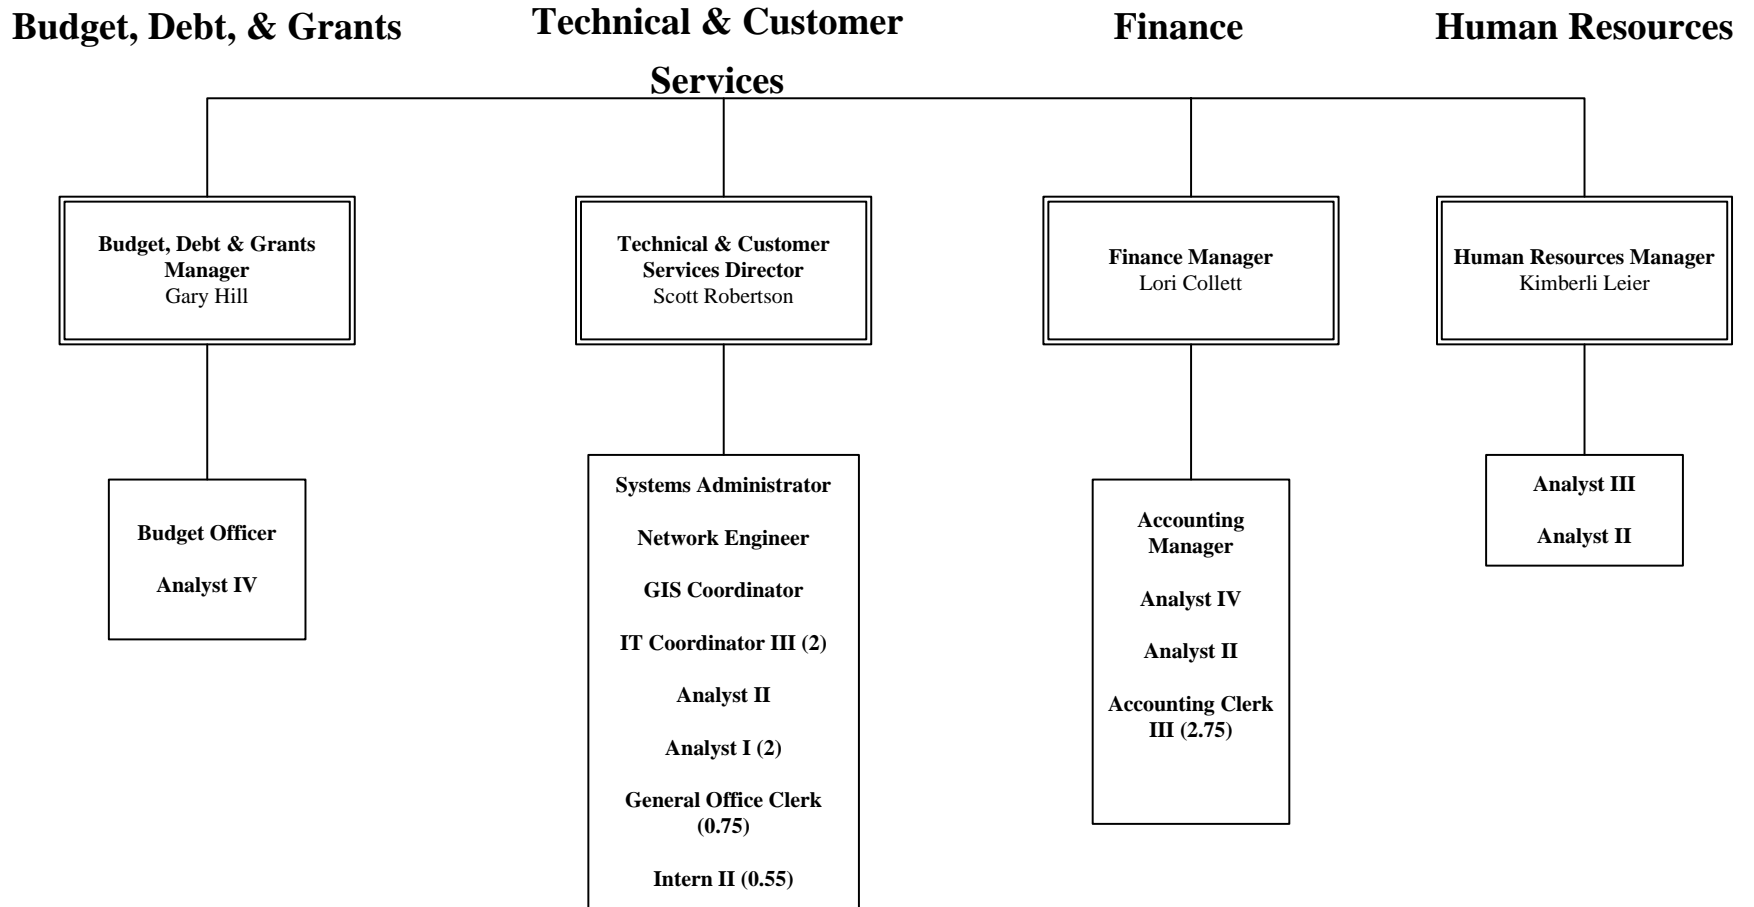 Budget, Debt, & Grants
Technical & Customer
Services
Finance
Human Resources
Budget, Debt & Grants
Manager
Gary Hill
Technical & Customer
Services Director
Scott Robertson
Finance Manager
Lori Collett
Human Resources Manager
Kimberli Leier
Budget Officer
Analyst IV
Systems Administrator
Network Engineer
GIS Coordinator
IT Coordinator III (2)
Analyst II
Analyst I (2)
General Office Clerk
(0.75)
Intern II (0.55)
Accounting
Manager
Analyst IV
Analyst II
Accounting Clerk
III (2.75)
Analyst III
Analyst II